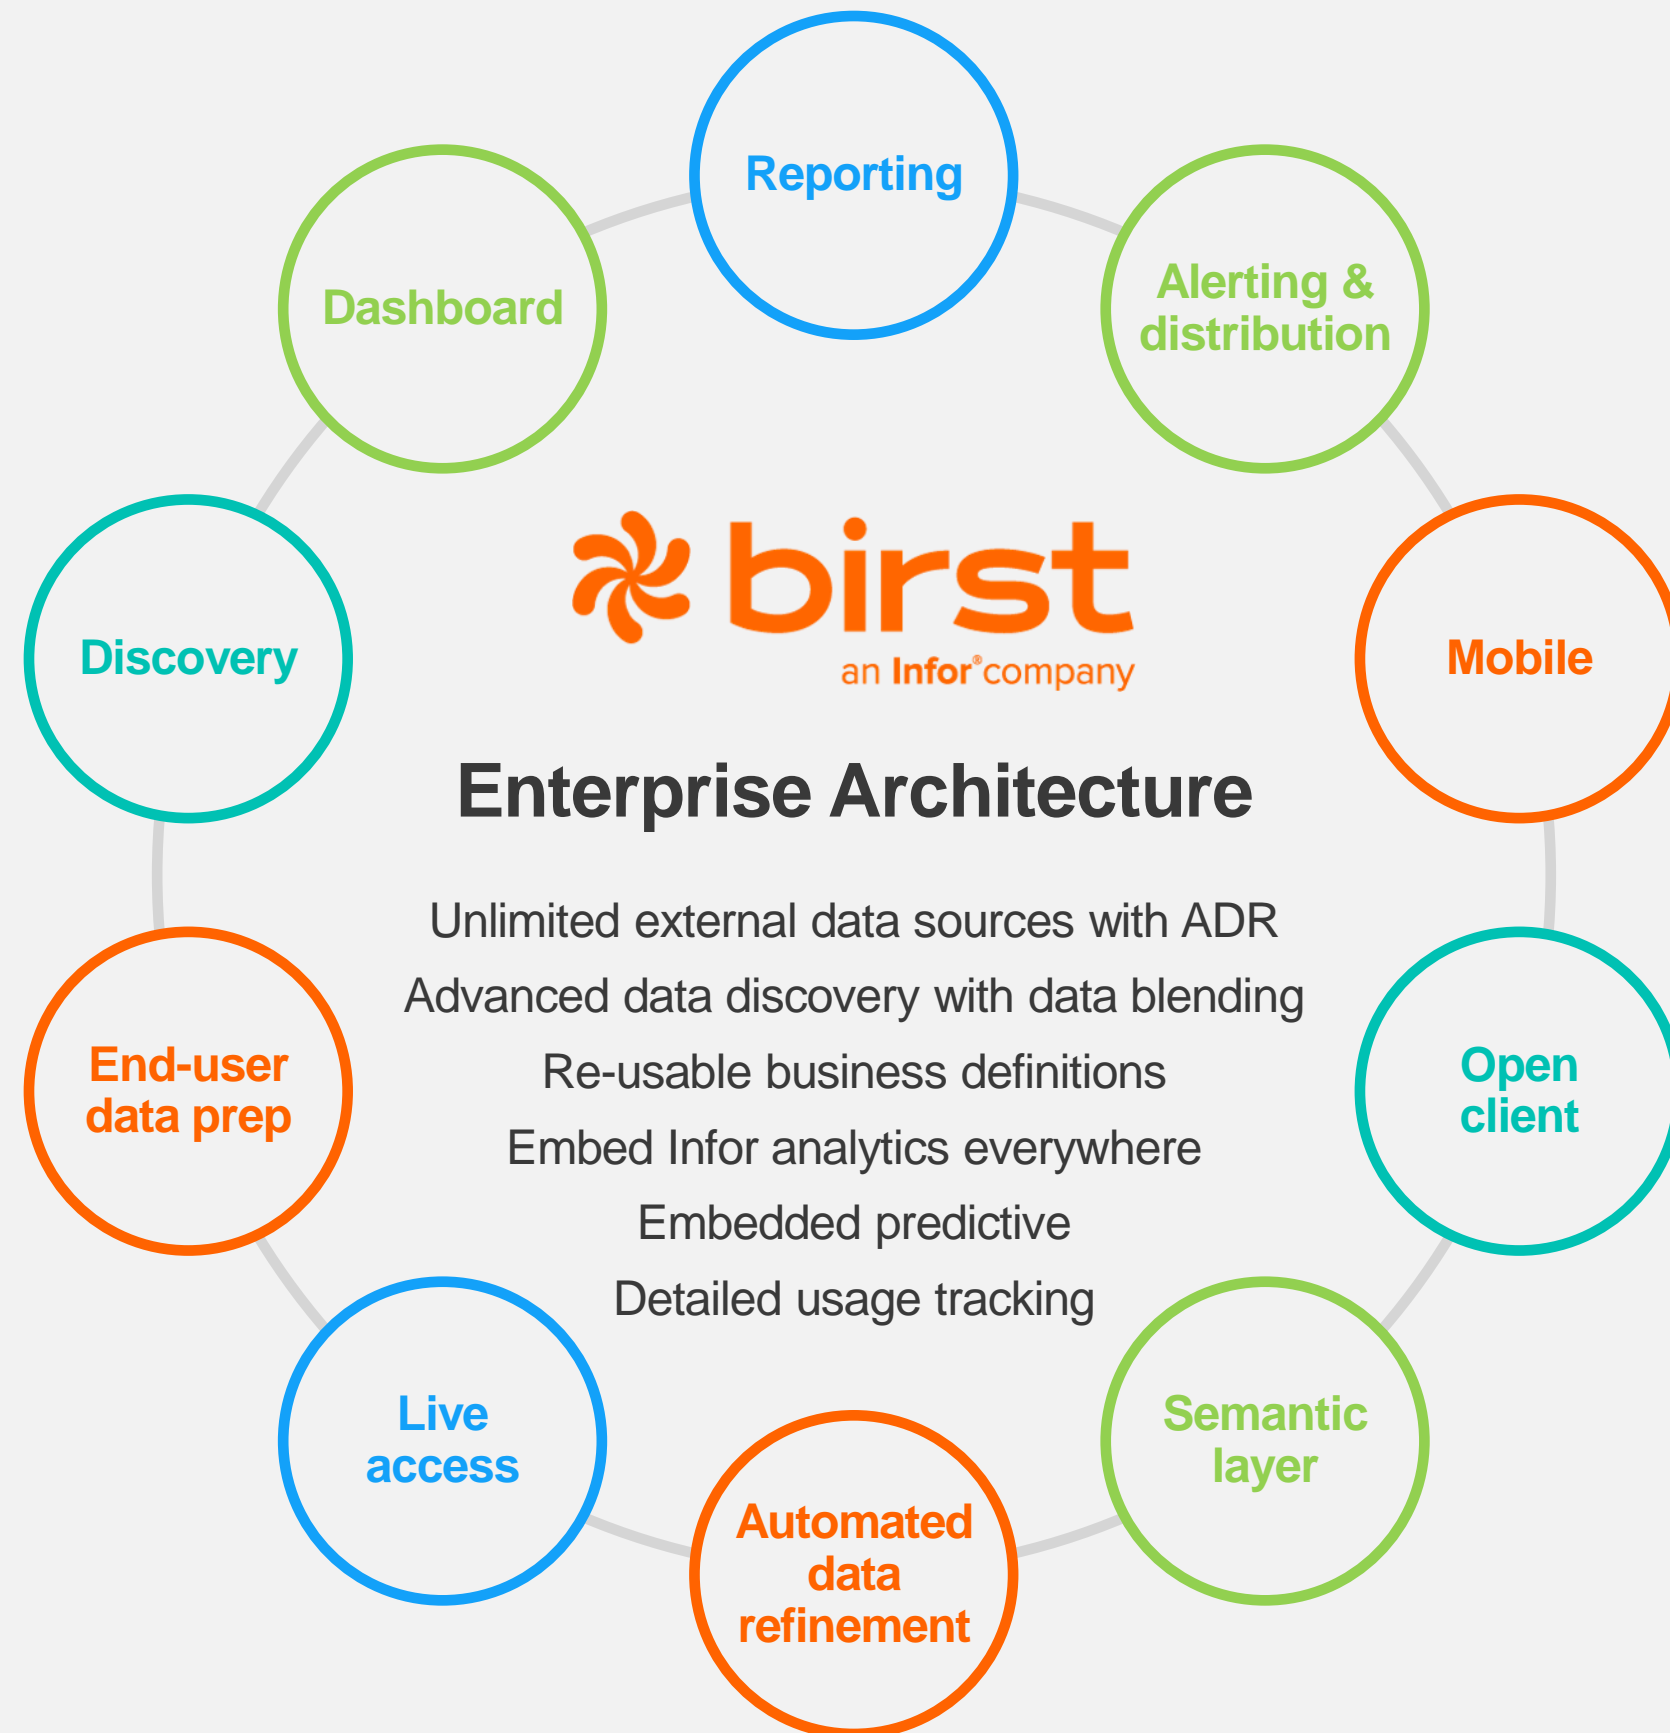 Reporting
Dashboard
Alerting &
distribution
birst
an Infor® company
Discovery
Mobile
Enterprise Architecture
Unlimited external data sources with ADR
Advanced data discovery with data blending
Re-usable business definitions
Embed Infor analytics everywhere
Embedded predictive
Detailed usage tracking
End-user
data prep
Open
client
Live
access
Semantic
layer
Automated
data
refinement